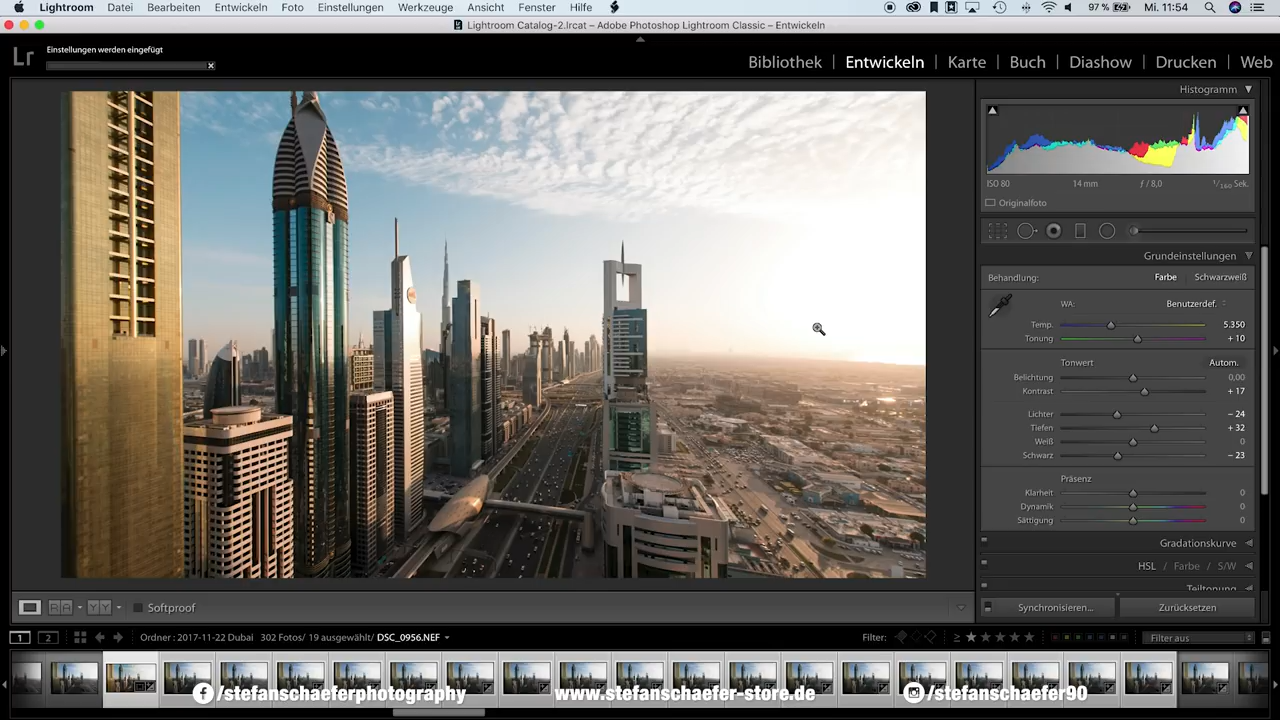 Lightroom Datei Bearbeiten Entwickeln Foto Einstellungen Werkzeuge Ansicht Fenster Hilfe 97 % Mi. 11:54
Lightroom Catalog-2.lrcat – Adobe Photoshop Lightroom Classic – Entwickeln
Lr
Einstellungen werden eingefügt
Bibliothek | Entwickeln | Karte | Buch | Diashow | Drucken | Web
Histogramm
ISO 80 14 mm ƒ / 8,0 1/160 Sek.
Originalfoto
Grundeinstellungen
Behandlung: Farbe Schwarzweiß
WA: Benutzerdef.
Temp. 5.350
Tonung + 10
Tonwert Autom.
Belichtung 0,00
Kontrast + 17
Lichter − 24
Tiefen + 32
Weiß 0
Schwarz − 23
Präsenz
Klarheit 0
Dynamik 0
Sättigung 0
Gradationskurve
HSL / Farbe / S/W
Teiltonung
Softproof
Synchronisieren... Zurücksetzen
1 2 Ordner : 2017-11-22 Dubai 302 Fotos/ 19 ausgewählt/ DSC_0956.NEF Filter: ≥ Filter aus
/stefanschaeferphotography www.stefanschaefer-store.de /stefanschaefer90